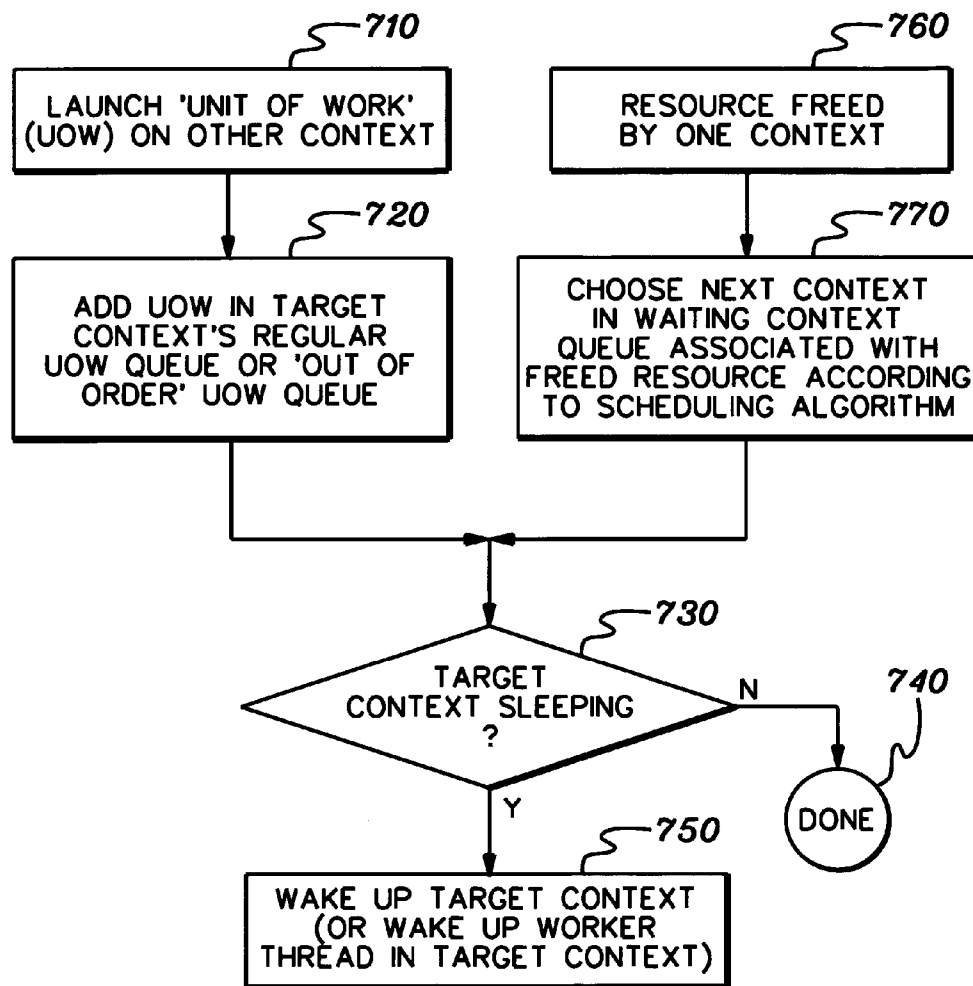 710
LAUNCH 'UNIT OF WORK'
(UOW) ON OTHER CONTEXT
720
ADD UOW IN TARGET
CONTEXT'S REGULAR
UOW QUEUE OR 'OUT OF
ORDER' UOW QUEUE
760
RESOURCE FREED
BY ONE CONTEXT
770
CHOOSE NEXT CONTEXT
IN WAITING CONTEXT
QUEUE ASSOCIATED WITH
FREED RESOURCE ACCORDING
TO SCHEDULING ALGORITHM
730
TARGET
CONTEXT SLEEPING
?
N
740
DONE
Y
750
WAKE UP TARGET CONTEXT
(OR WAKE UP WORKER
THREAD IN TARGET CONTEXT)